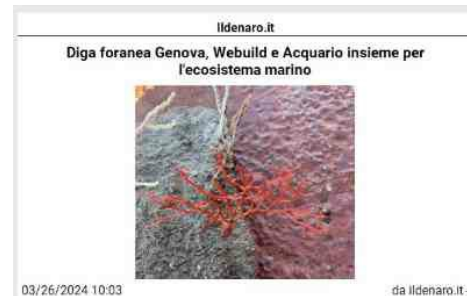 Ildenaro.it
Diga foranea Genova, Webuild e Acquario insieme per
l'ecosistema marino
03/26/2024 10:03
da Ildenaro.it -